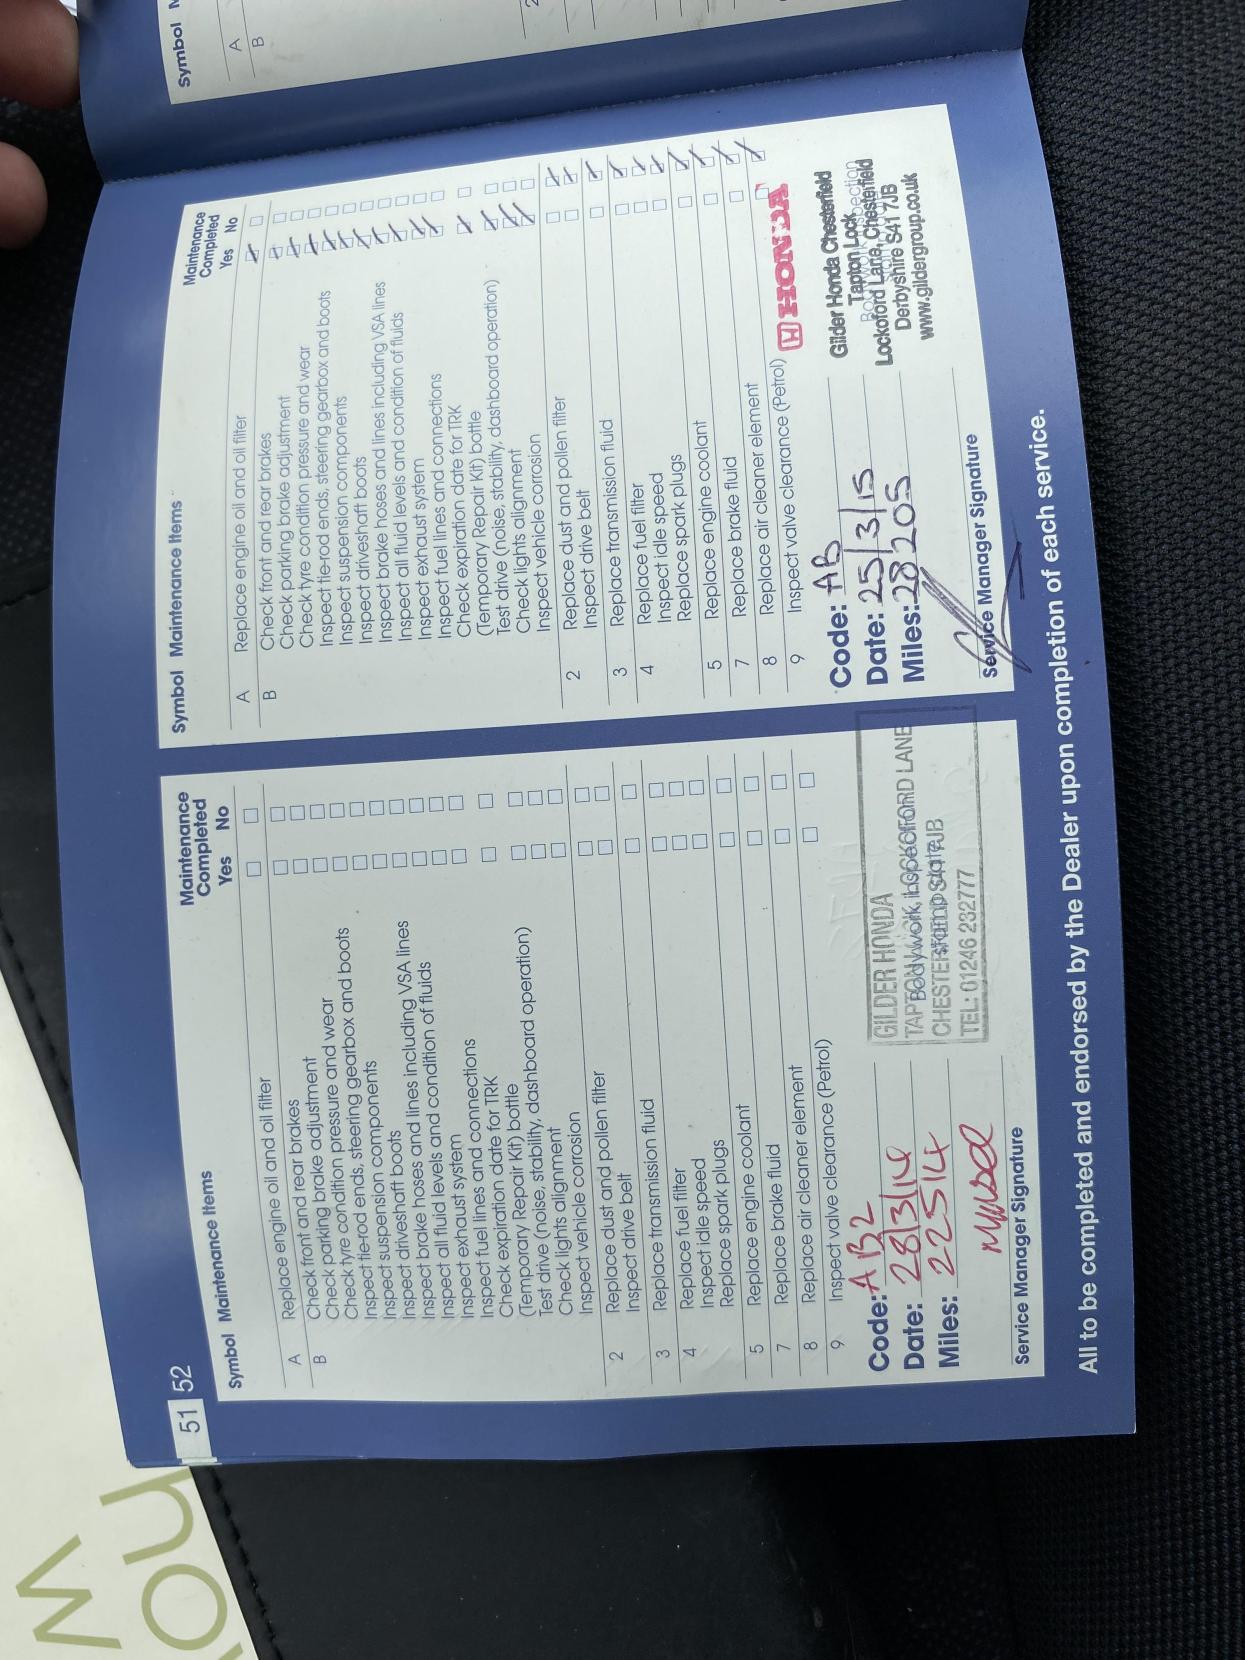 51 52
Symbol Maintenance Items
Maintenance
Completed
Yes No
A Replace engine oil and oil filter
B Check front and rear brakes
Check parking brake adjustment
Check tyre condition pressure and wear
Inspect tie-rod ends, steering gearbox and boots
Inspect suspension components
Inspect driveshaft boots
Inspect brake hoses and lines including VSA lines
Inspect all fluid levels and condition of fluids
Inspect exhaust system
Inspect fuel lines and connections
Check expiration date for TRK
(Temporary Repair Kit) bottle
Test drive (noise, stability, dashboard operation)
Check lights alignment
Inspect vehicle corrosion
2 Replace dust and pollen filter
Inspect drive belt
3 Replace transmission fluid
4 Replace fuel filter
Inspect idle speed
Replace spark plugs
5 Replace engine coolant
7 Replace brake fluid
8 Replace air cleaner element
9 Inspect valve clearance (Petrol)
Code: AB2
Date: 28/3/14
Miles: 22514
GILDER HONDA
TAPTON LOCK, LOCKOFORD LANE
Bodywork, inspection
CHESTERFIELD S41 7JB
stamp state
TEL: 01246 232777
Service Manager Signature
Symbol Maintenance Items
Maintenance
Completed
Yes No
A Replace engine oil and oil filter
B Check front and rear brakes
Check parking brake adjustment
Check tyre condition pressure and wear
Inspect tie-rod ends, steering gearbox and boots
Inspect suspension components
Inspect driveshaft boots
Inspect brake hoses and lines including VSA lines
Inspect all fluid levels and condition of fluids
Inspect exhaust system
Inspect fuel lines and connections
Check expiration date for TRK
(Temporary Repair Kit) bottle
Test drive (noise, stability, dashboard operation)
Check lights alignment
Inspect vehicle corrosion
2 Replace dust and pollen filter
Inspect drive belt
3 Replace transmission fluid
4 Replace fuel filter
Inspect idle speed
Replace spark plugs
5 Replace engine coolant
7 Replace brake fluid
8 Replace air cleaner element
9 Inspect valve clearance (Petrol)
HONDA
Code: AB
Date: 25/3/15
Miles: 28205
Gilder Honda Chesterfield
Tapton Lock
Bodywork, inspection
Lockoford Lane, Chesterfield
Derbyshire S41 7JB
www.gildergroup.co.uk
Service Manager Signature
All to be completed and endorsed by the Dealer upon completion of each service.
Symbol
A
B